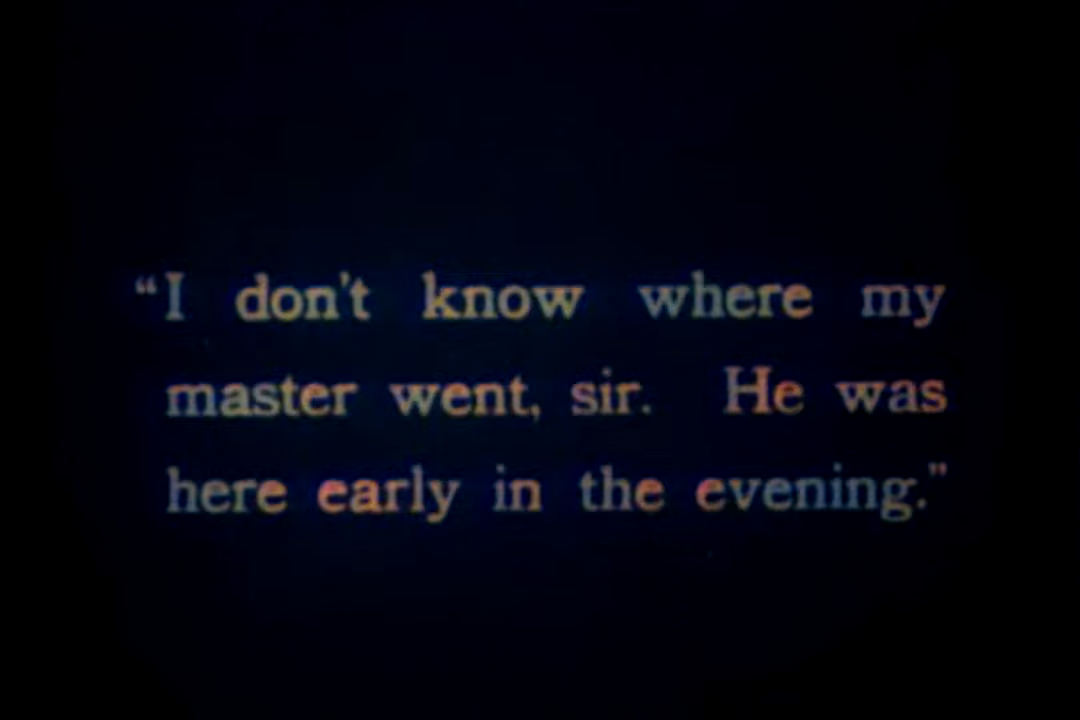 “I don't know where my
master went, sir. He was
here early in the evening.”